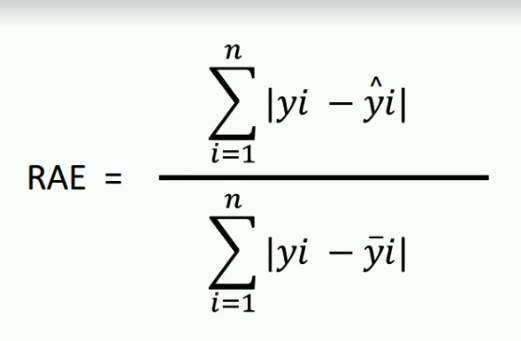 n
∑ |yi − ŷi|
i=1
RAE =
n
∑ |yi − ȳi|
i=1